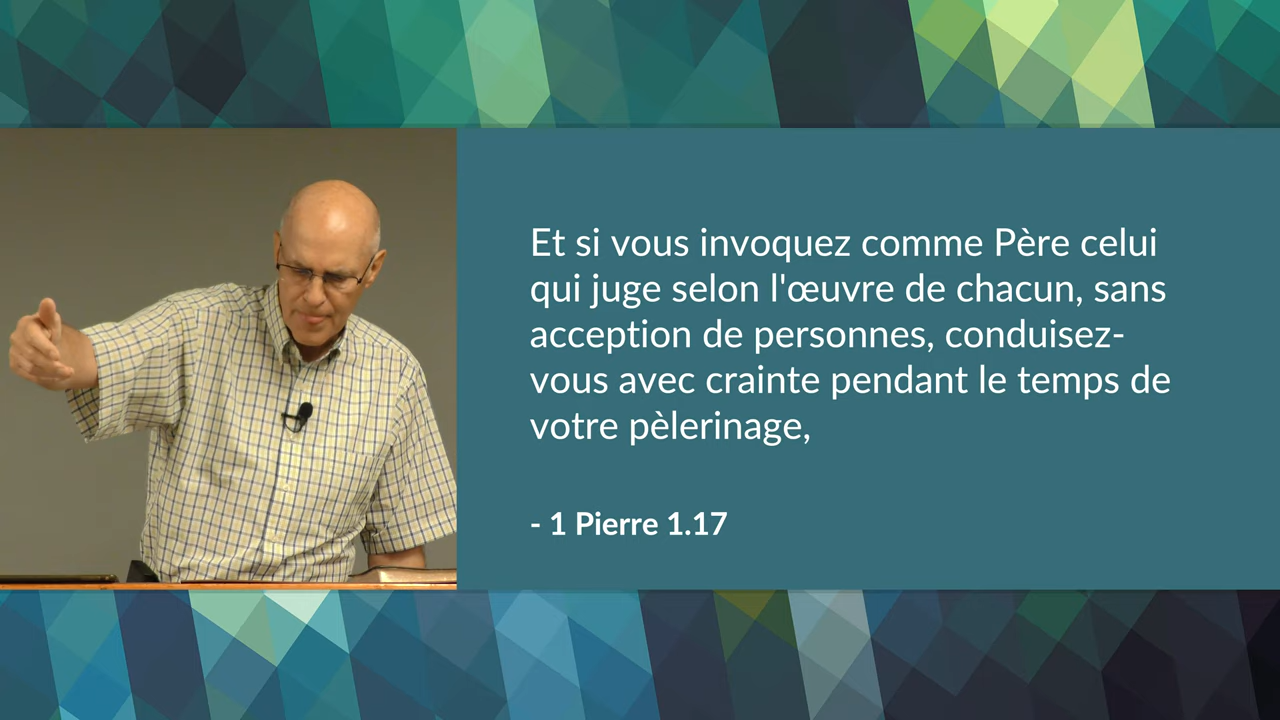 Et si vous invoquez comme Père celui
qui juge selon l'œuvre de chacun, sans
acception de personnes, conduisez-
vous avec crainte pendant le temps de
votre pèlerinage,
- 1 Pierre 1.17